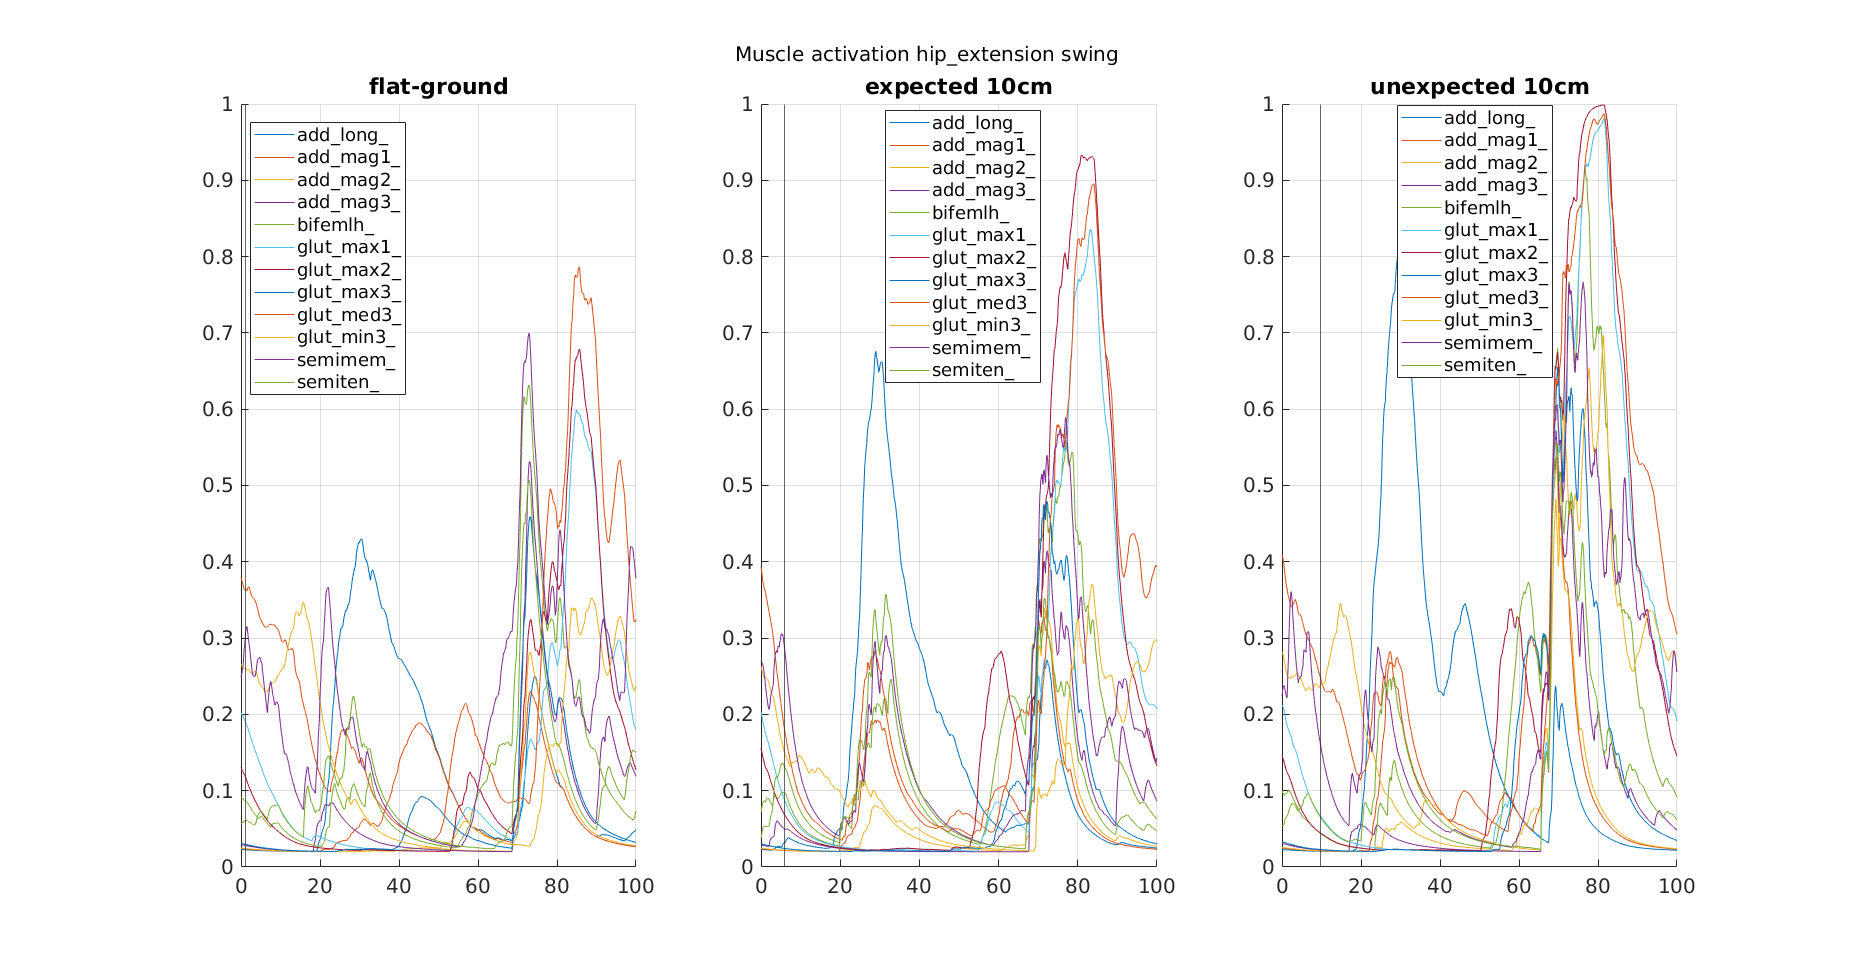 Muscle activation hip_extension swing
flat-ground
1
0.9
0.8
0.7
0.6
0.5
0.4
0.3
0.2
0.1
0
0 20 40 60 80 100
add_long_
add_mag1_
add_mag2_
add_mag3_
bifemlh_
glut_max1_
glut_max2_
glut_max3_
glut_med3_
glut_min3_
semimem_
semiten_
expected 10cm
1
0.9
0.8
0.7
0.6
0.5
0.4
0.3
0.2
0.1
0
0 20 40 60 80 100
add_long_
add_mag1_
add_mag2_
add_mag3_
bifemlh_
glut_max1_
glut_max2_
glut_max3_
glut_med3_
glut_min3_
semimem_
semiten_
unexpected 10cm
1
0.9
0.8
0.7
0.6
0.5
0.4
0.3
0.2
0.1
0
0 20 40 60 80 100
add_long_
add_mag1_
add_mag2_
add_mag3_
bifemlh_
glut_max1_
glut_max2_
glut_max3_
glut_med3_
glut_min3_
semimem_
semiten_